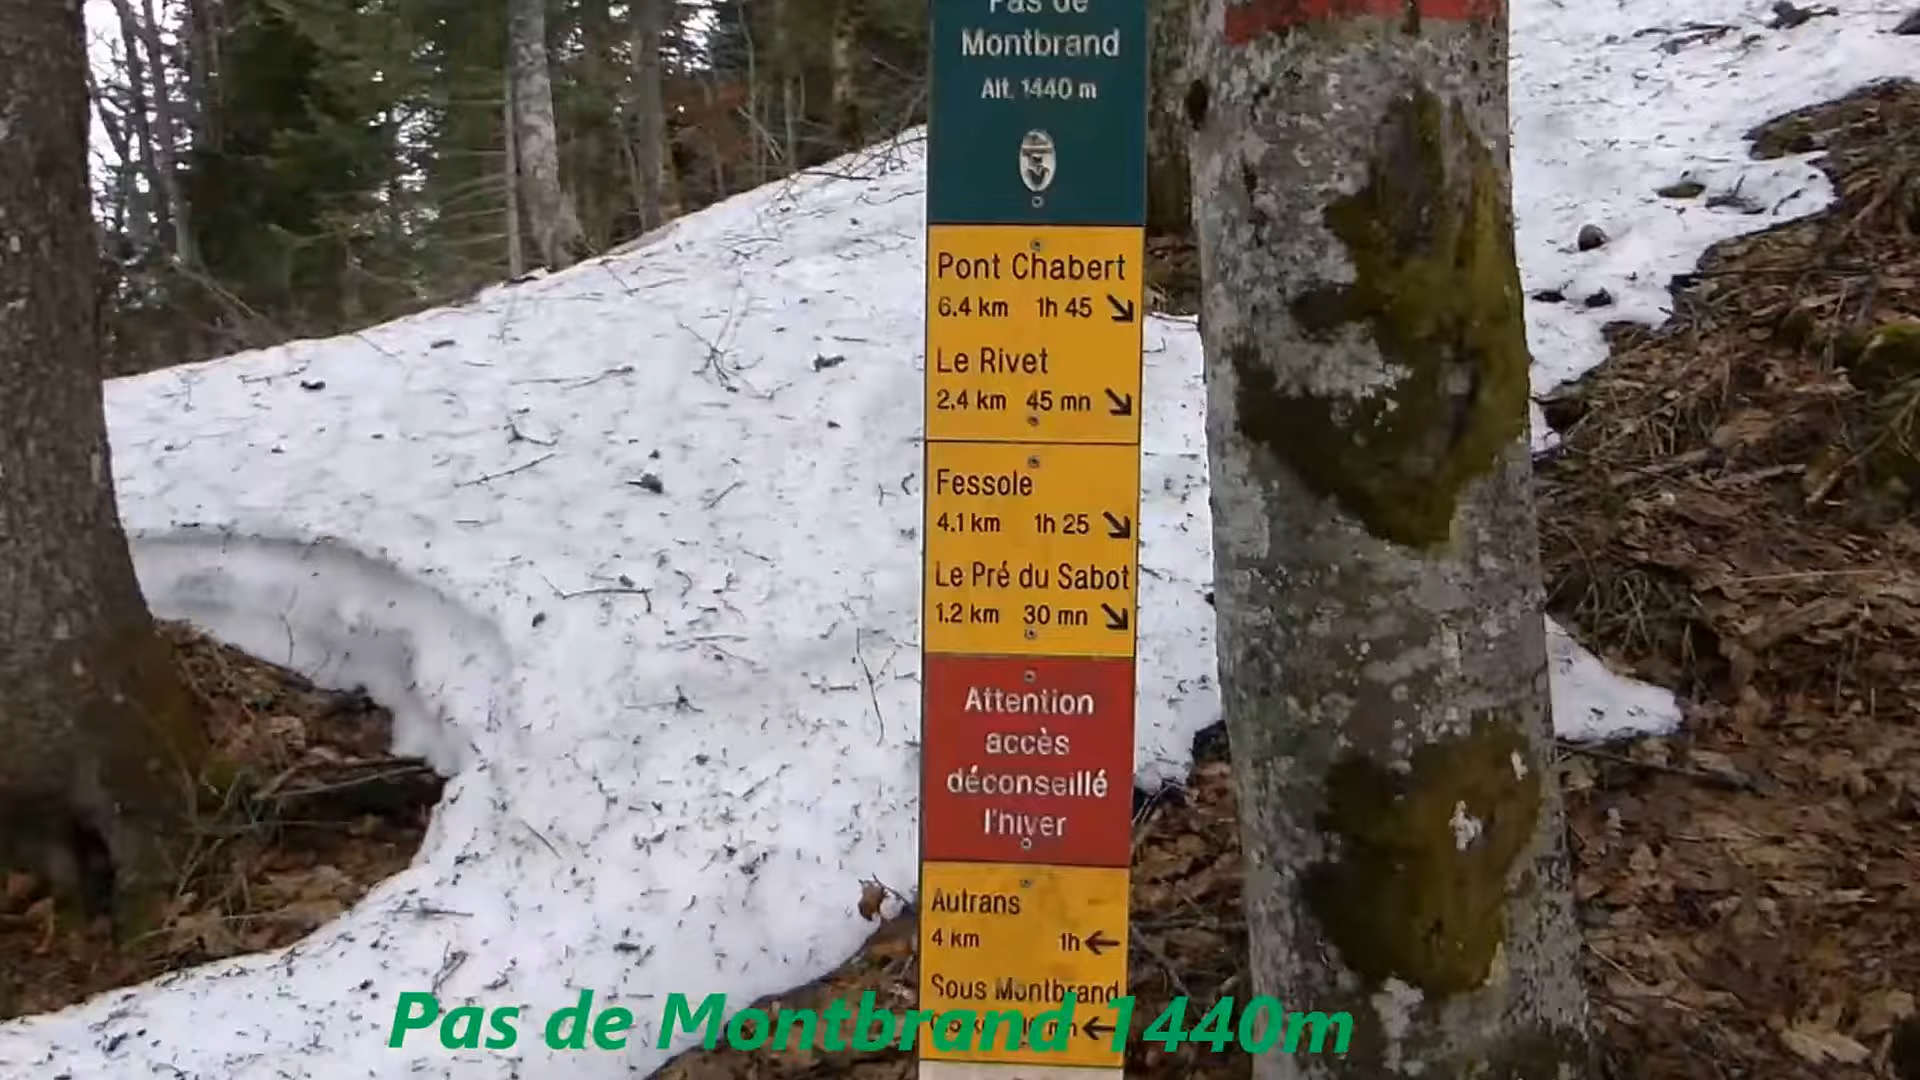 Pas de
Montbrand
Alt. 1440 m
Pont Chabert
6.4 km 1h 45 ↘
Le Rivet
2.4 km 45 mn ↘
Fessole
4.1 km 1h 25 ↘
Le Pré du Sabot
1.2 km 30 mn ↘
Attention
accès
déconseillé
l'hiver
Autrans
4 km 1h ←
Sous Montbrand
mn ←
Pas de Montbrand 1440m